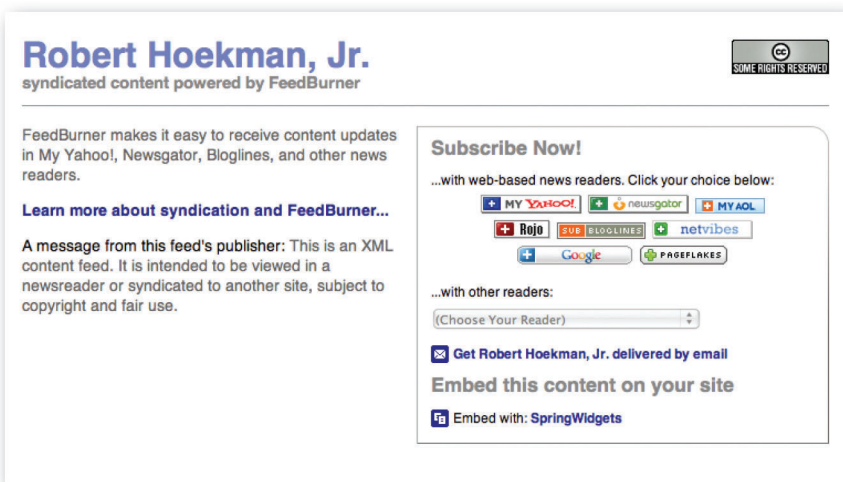 Robert Hoekman, Jr.
syndicated content powered by FeedBurner
cc
SOME RIGHTS RESERVED
FeedBurner makes it easy to receive content updates
in My Yahoo!, Newsgator, Bloglines, and other news
readers.
Learn more about syndication and FeedBurner...
A message from this feed's publisher: This is an XML
content feed. It is intended to be viewed in a
newsreader or syndicated to another site, subject to
copyright and fair use.
Subscribe Now!
...with web-based news readers. Click your choice below:
MY YAHOO! newsgator MY AOL
Rojo SUB BLOGLINES netvibes
Google PAGEFLAKES
...with other readers:
(Choose Your Reader)
Get Robert Hoekman, Jr. delivered by email
Embed this content on your site
Embed with: SpringWidgets